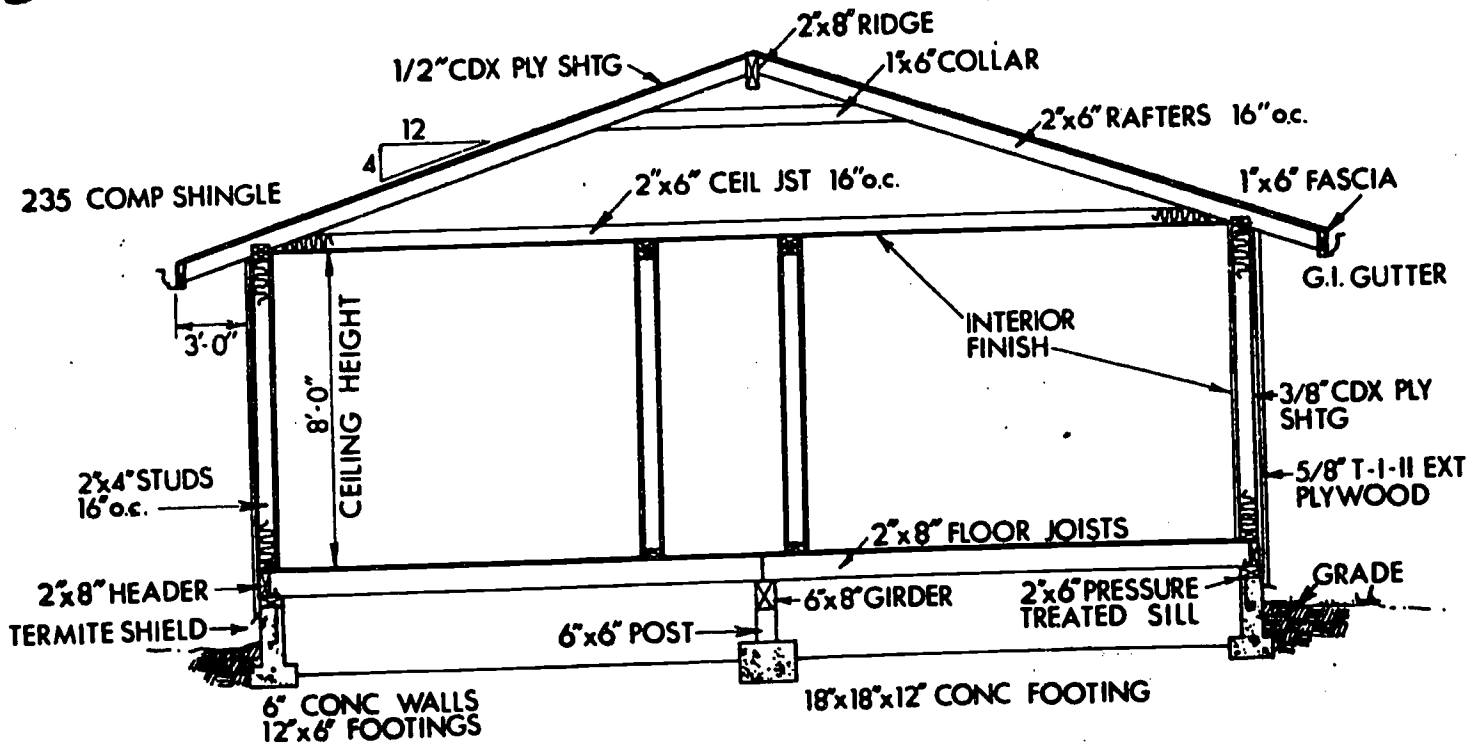 2"x8" RIDGE
1/2" CDX PLY SHTG
1"x6" COLLAR
12
4
2"x6" RAFTERS 16" o.c.
235 COMP SHINGLE
2"x6" CEIL JST 16" o.c.
1"x6" FASCIA
G.I. GUTTER
3'-0"
8'-0"
CEILING HEIGHT
INTERIOR
FINISH
3/8" CDX PLY
SHTG
2"x4" STUDS
16" o.c.
5/8" T-1-11 EXT
PLYWOOD
2"x8" FLOOR JOISTS
2"x8" HEADER
6"x8" GIRDER
2"x6" PRESSURE
TREATED SILL
GRADE
TERMITE SHIELD
6"x6" POST
6" CONC WALLS
12"x6" FOOTINGS
18"x18"x12" CONC FOOTING